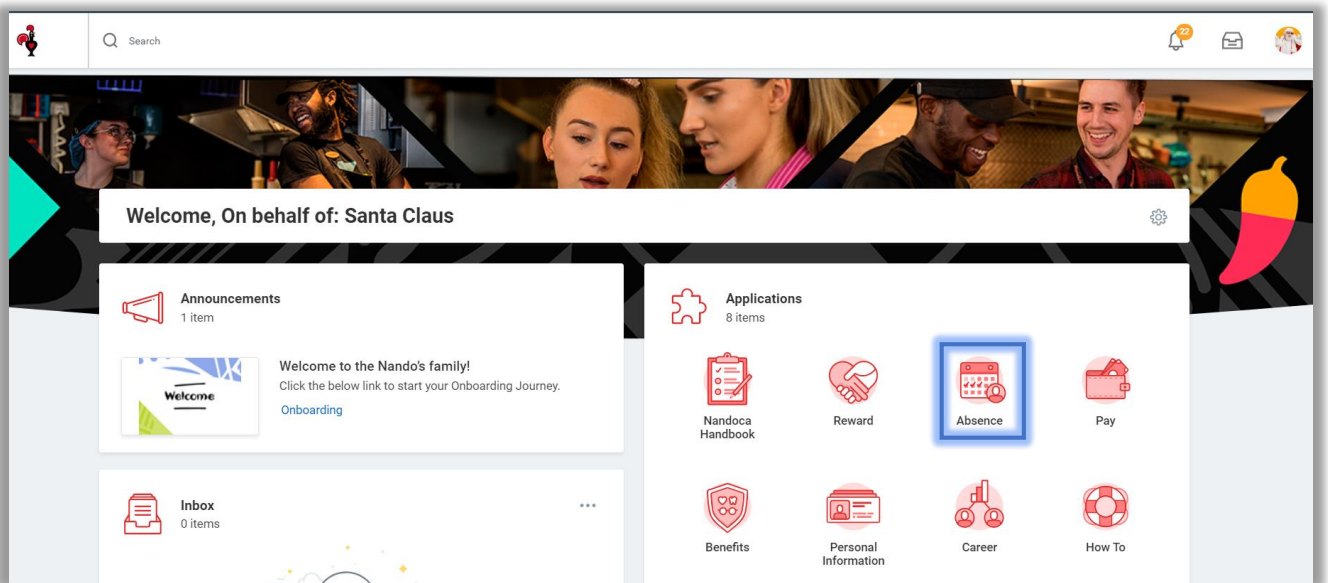 Search
22
Welcome, On behalf of: Santa Claus
Announcements
1 item
Welcome
Welcome to the Nando's family!
Click the below link to start your Onboarding Journey.
Onboarding
Inbox
0 items
Applications
8 items
Nandoca
Handbook
Reward
Absence
Pay
Benefits
Personal
Information
Career
How To